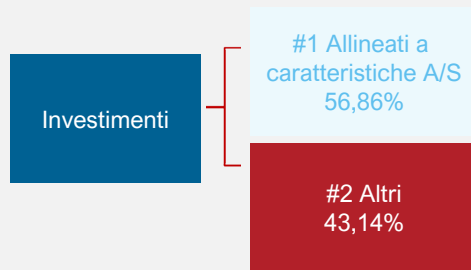 #1 Allineati a
caratteristiche A/S
56,86%
Investimenti
#2 Altri
43,14%